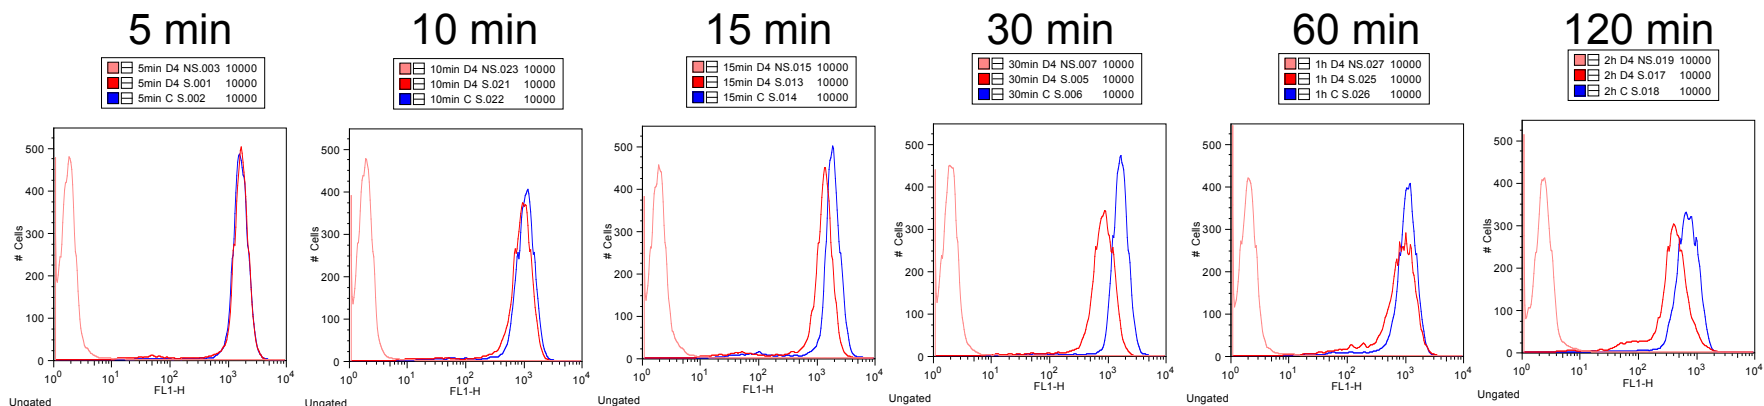 5 min
5min D4 NS.003 10000
5min D4 S.001 10000
5min C S.002 10000
500
400
300
200
100
0
# Cells
10^0 10^1 10^2 10^3 10^4
FL1-H
Ungated
10 min
10min D4 NS.023 10000
10min D4 S.021 10000
10min C S.022 10000
500
400
300
200
100
0
# Cells
10^0 10^1 10^2 10^3 10^4
FL1-H
Ungated
15 min
15min D4 NS.015 10000
15min D4 S.013 10000
15min C S.014 10000
500
400
300
200
100
0
# Cells
10^0 10^1 10^2 10^3 10^4
FL1-H
Ungated
30 min
30min D4 NS.007 10000
30min D4 S.005 10000
30min C S.006 10000
500
400
300
200
100
0
# Cells
10^0 10^1 10^2 10^3 10^4
FL1-H
Ungated
60 min
1h D4 NS.027 10000
1h D4 S.025 10000
1h C S.026 10000
500
400
300
200
100
0
# Cells
10^0 10^1 10^2 10^3 10^4
FL1-H
Ungated
120 min
2h D4 NS.019 10000
2h D4 S.017 10000
2h C S.018 10000
500
400
300
200
100
0
# Cells
10^0 10^1 10^2 10^3 10^4
FL1-H
Ungated